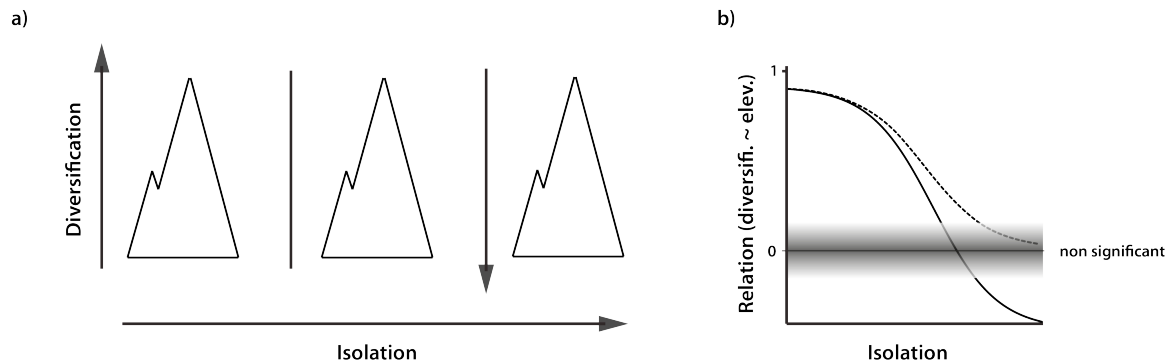 a)
Diversification
Isolation
b)
Relation (diversifi. ~ elev.)
1
0
non significant
Isolation